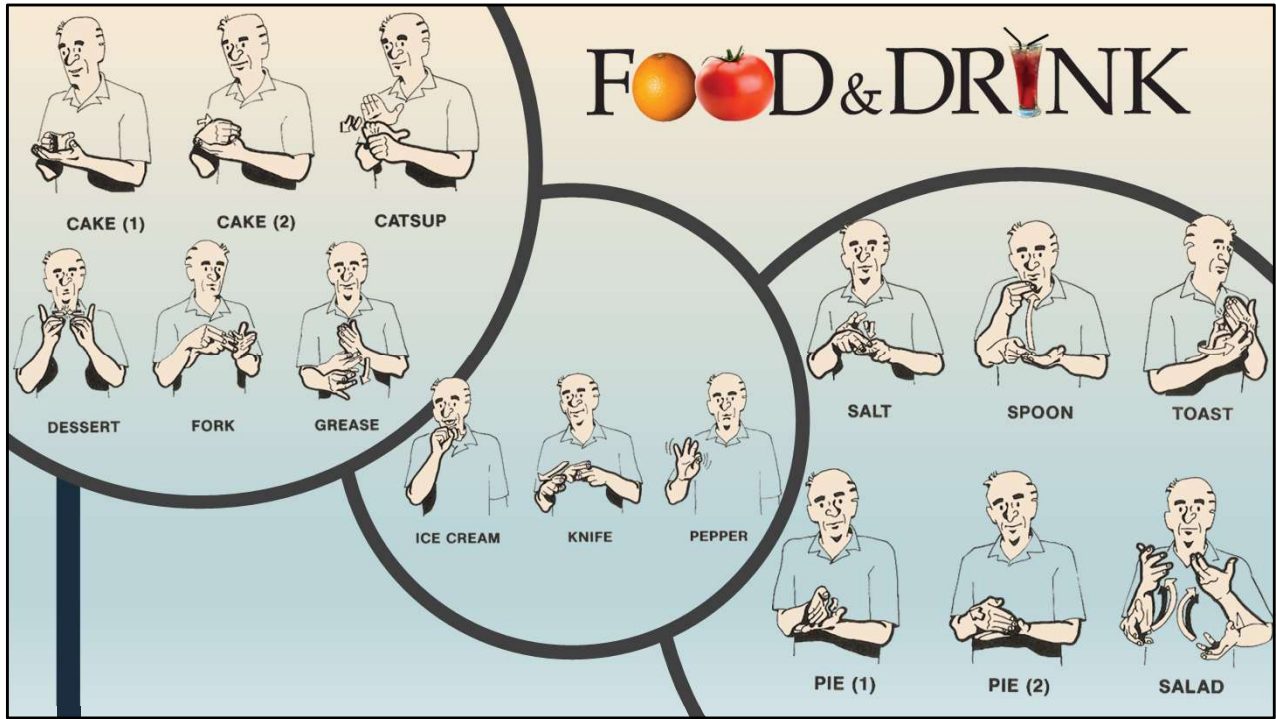 FOOD & DRINK
CAKE (1) CAKE (2) CATSUP
DESSERT FORK GREASE
ICE CREAM KNIFE PEPPER
SALT SPOON TOAST
PIE (1) PIE (2) SALAD